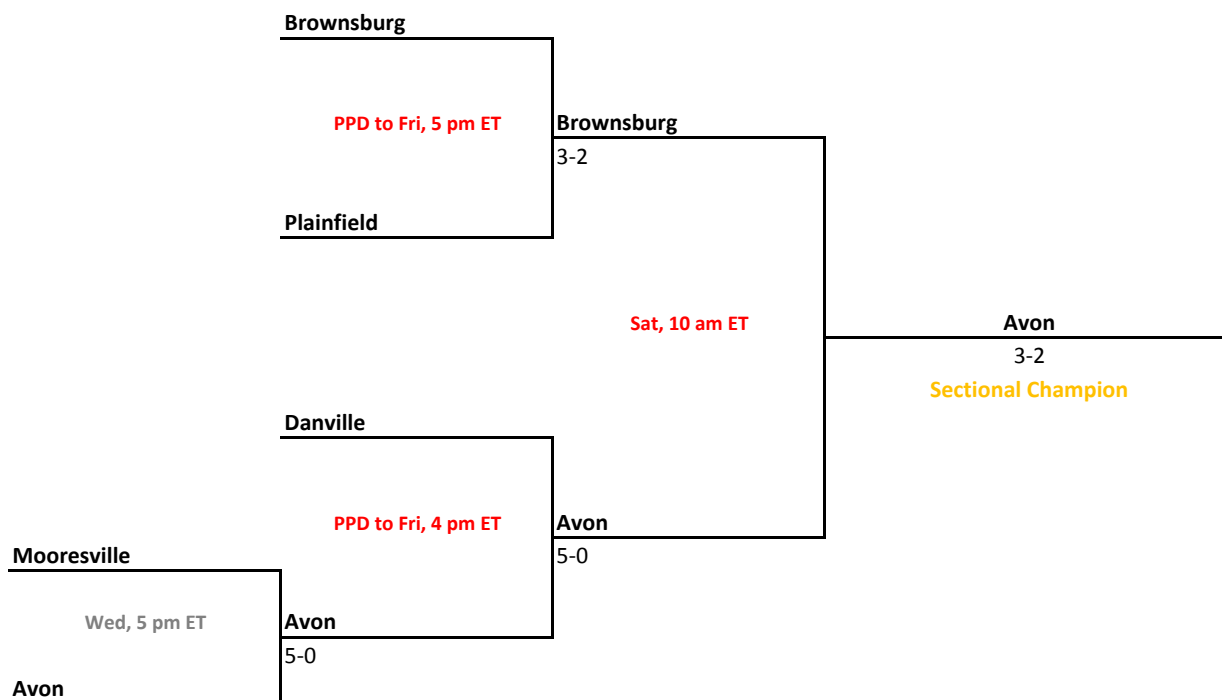 Brownsburg
PPD to Fri, 5 pm ET
Brownsburg
3-2
Plainfield
Sat, 10 am ET
Avon
3-2
Sectional Champion
Danville
PPD to Fri, 4 pm ET
Avon
5-0
Mooresville
Wed, 5 pm ET
Avon
5-0
Avon